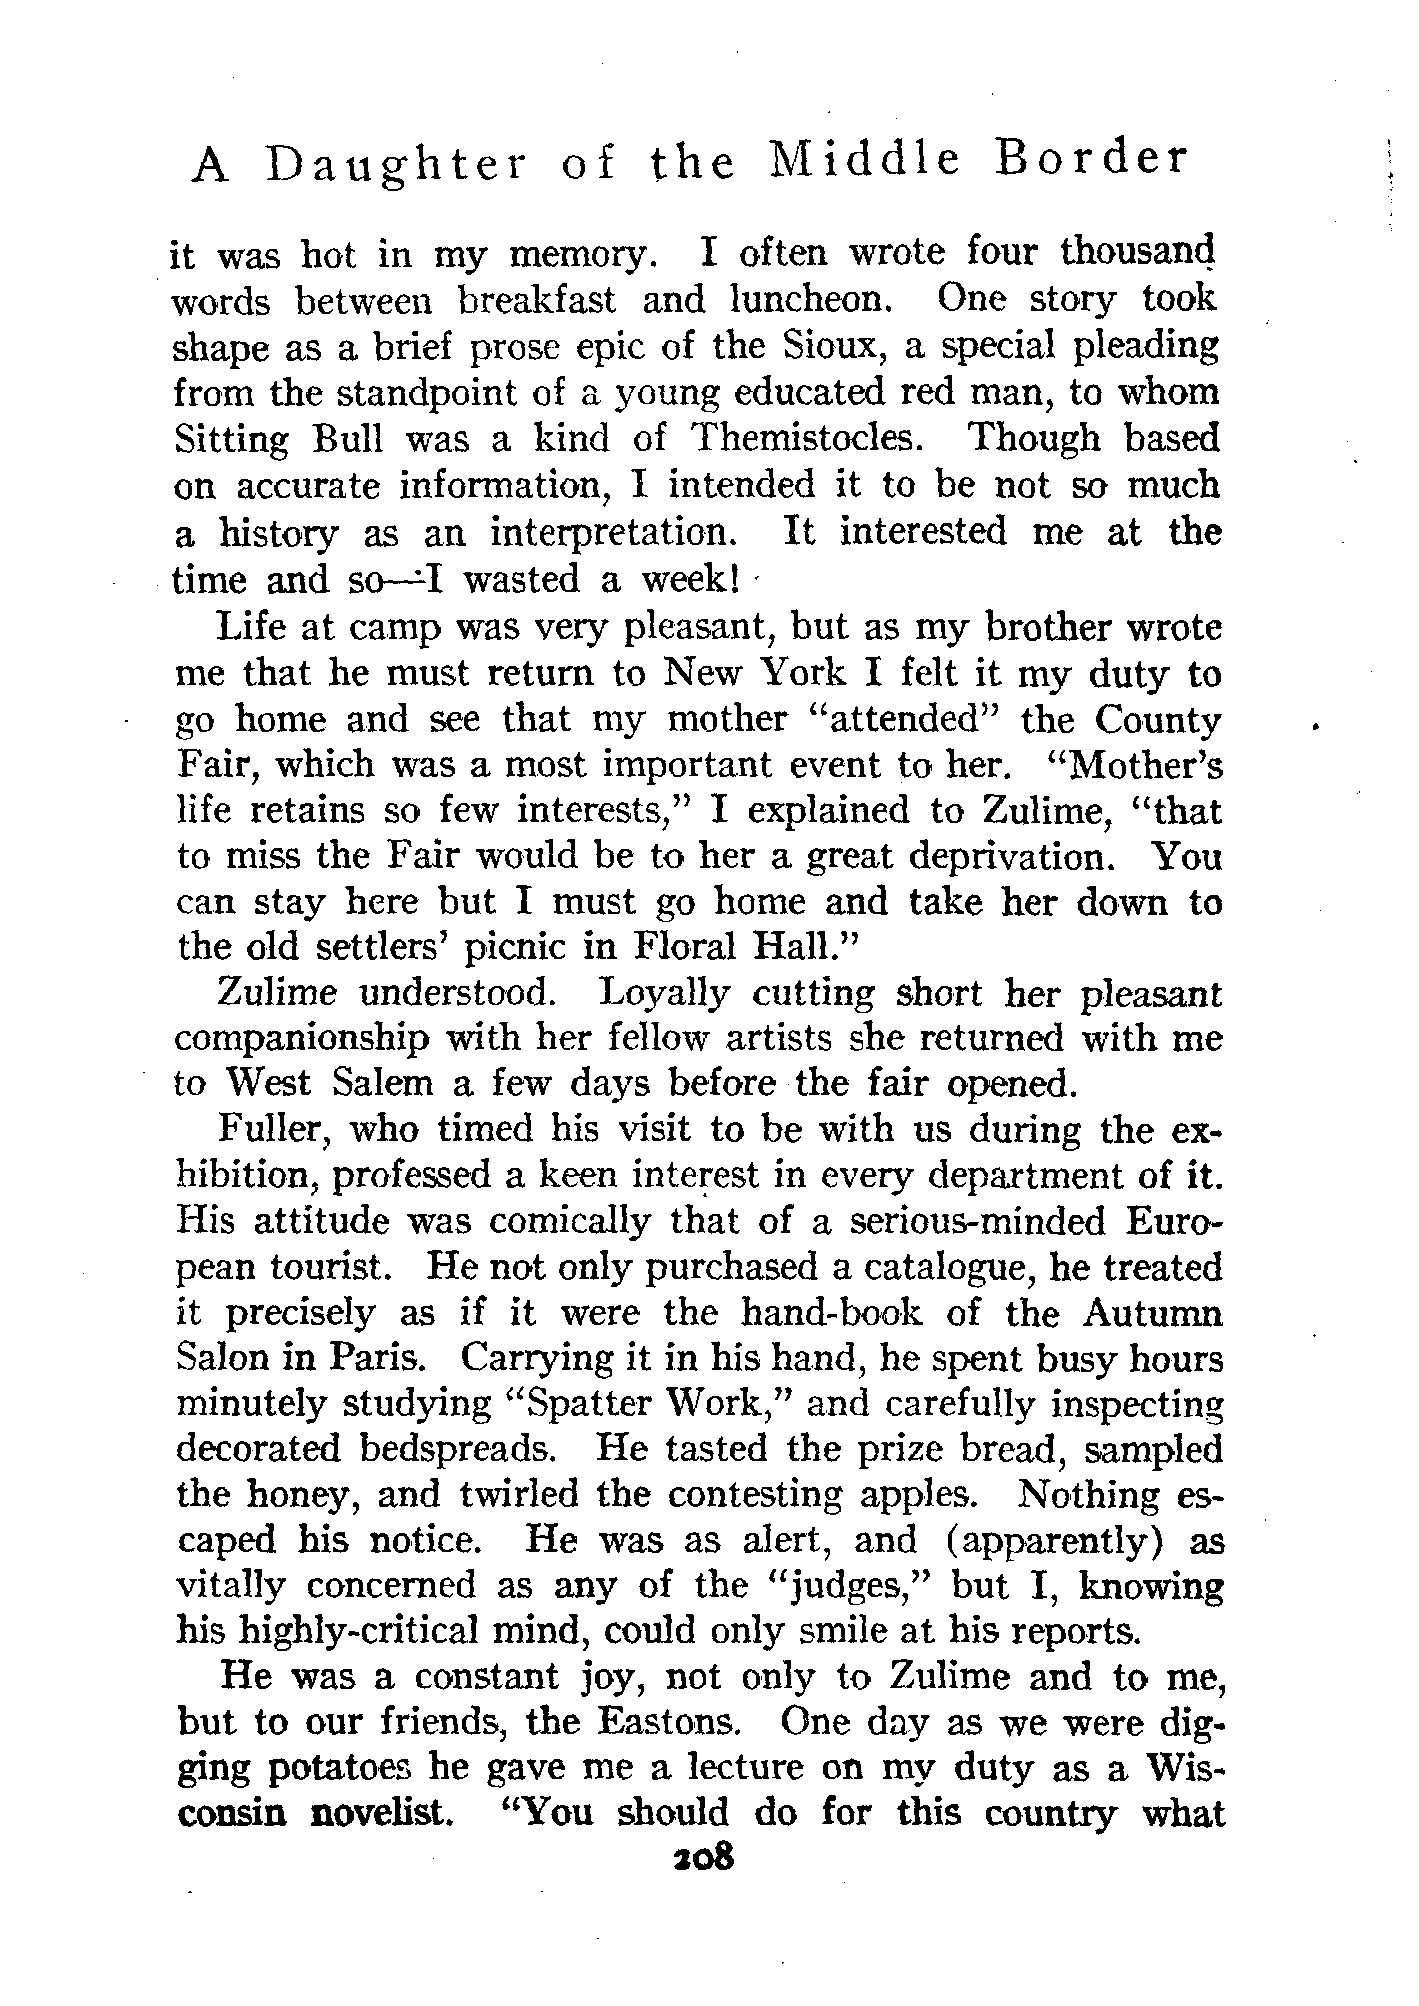 A Daughter of the Middle Border
it was hot in my memory. I often wrote four thousand
words between breakfast and luncheon. One story took
shape as a brief prose epic of the Sioux, a special pleading
from the standpoint of a young educated red man, to whom
Sitting Bull was a kind of Themistocles. Though based
on accurate information, I intended it to be not so much
a history as an interpretation. It interested me at the
time and so—I wasted a week!
Life at camp was very pleasant, but as my brother wrote
me that he must return to New York I felt it my duty to
go home and see that my mother “attended” the County
Fair, which was a most important event to her. “Mother’s
life retains so few interests,” I explained to Zulime, “that
to miss the Fair would be to her a great deprivation. You
can stay here but I must go home and take her down to
the old settlers’ picnic in Floral Hall.”
Zulime understood. Loyally cutting short her pleasant
companionship with her fellow artists she returned with me
to West Salem a few days before the fair opened.
Fuller, who timed his visit to be with us during the ex-
hibition, professed a keen interest in every department of it.
His attitude was comically that of a serious-minded Euro-
pean tourist. He not only purchased a catalogue, he treated
it precisely as if it were the hand-book of the Autumn
Salon in Paris. Carrying it in his hand, he spent busy hours
minutely studying “Spatter Work,” and carefully inspecting
decorated bedspreads. He tasted the prize bread, sampled
the honey, and twirled the contesting apples. Nothing es-
caped his notice. He was as alert, and (apparently) as
vitally concerned as any of the “judges,” but I, knowing
his highly-critical mind, could only smile at his reports.
He was a constant joy, not only to Zulime and to me,
but to our friends, the Eastons. One day as we were dig-
ging potatoes he gave me a lecture on my duty as a Wis-
consin novelist. “You should do for this country what
208